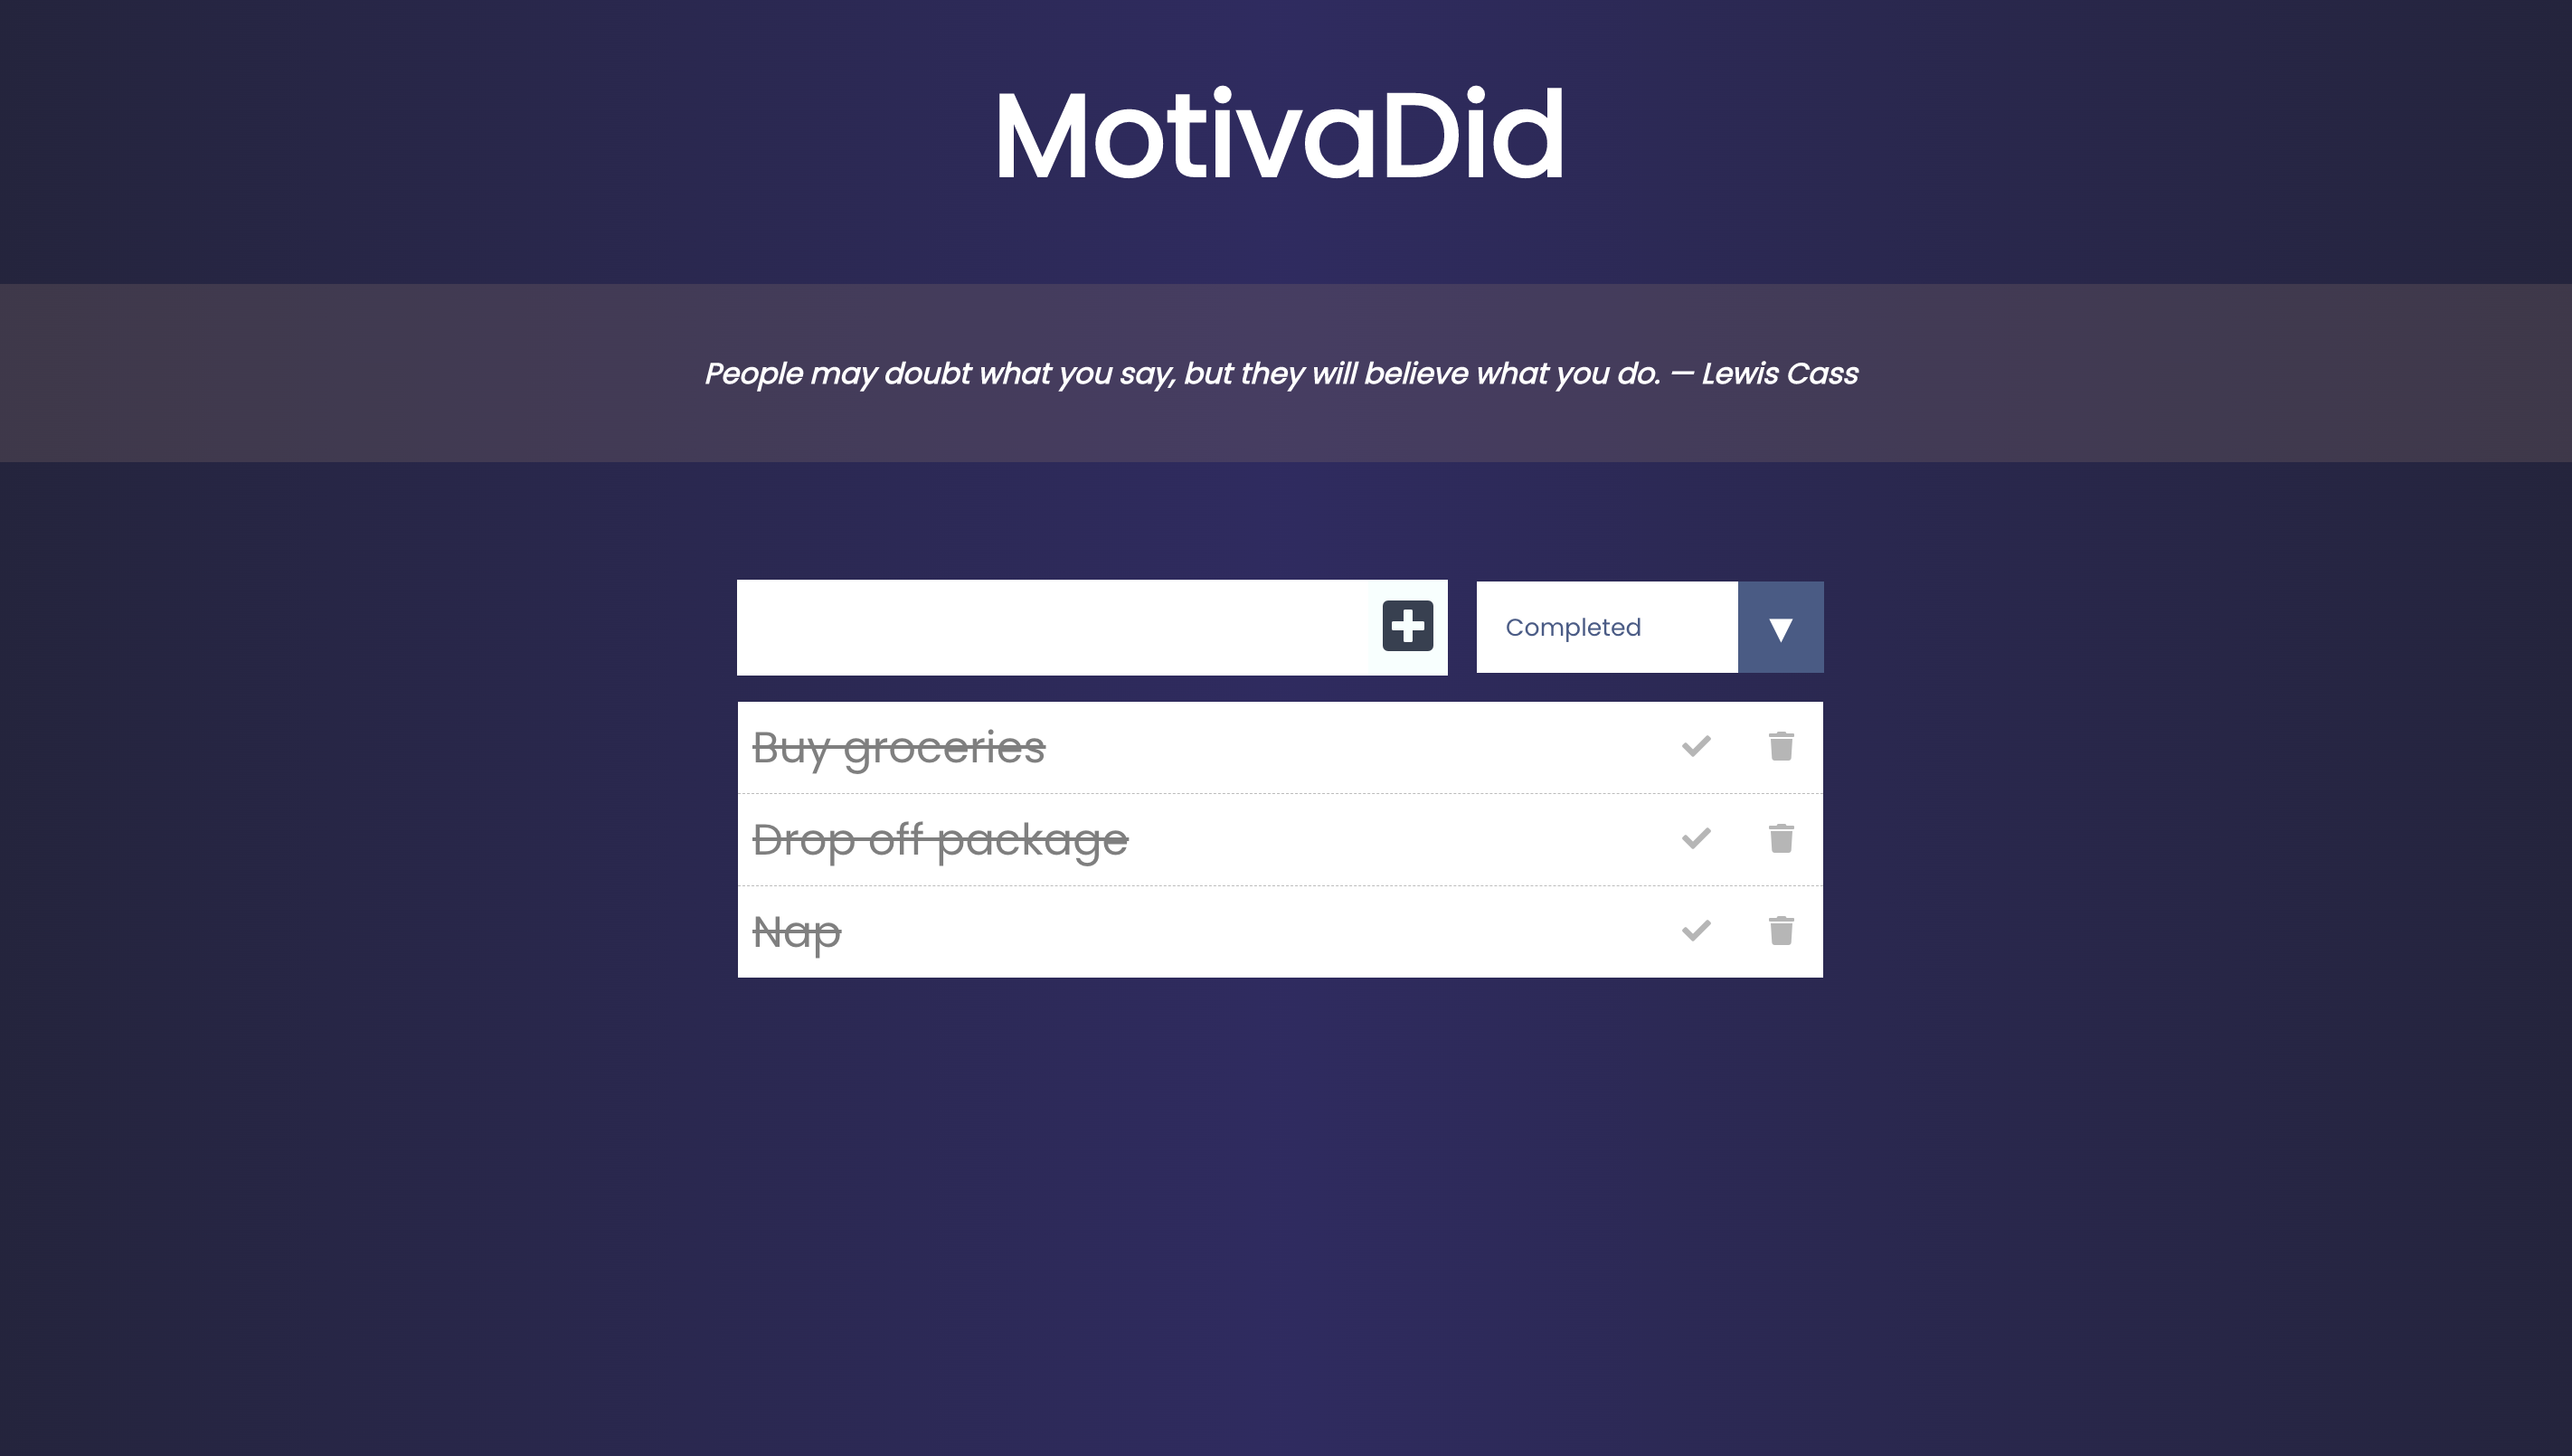 MotivaDid
People may doubt what you say, but they will believe what you do. — Lewis Cass
Completed
Buy groceries
Drop off package
Nap